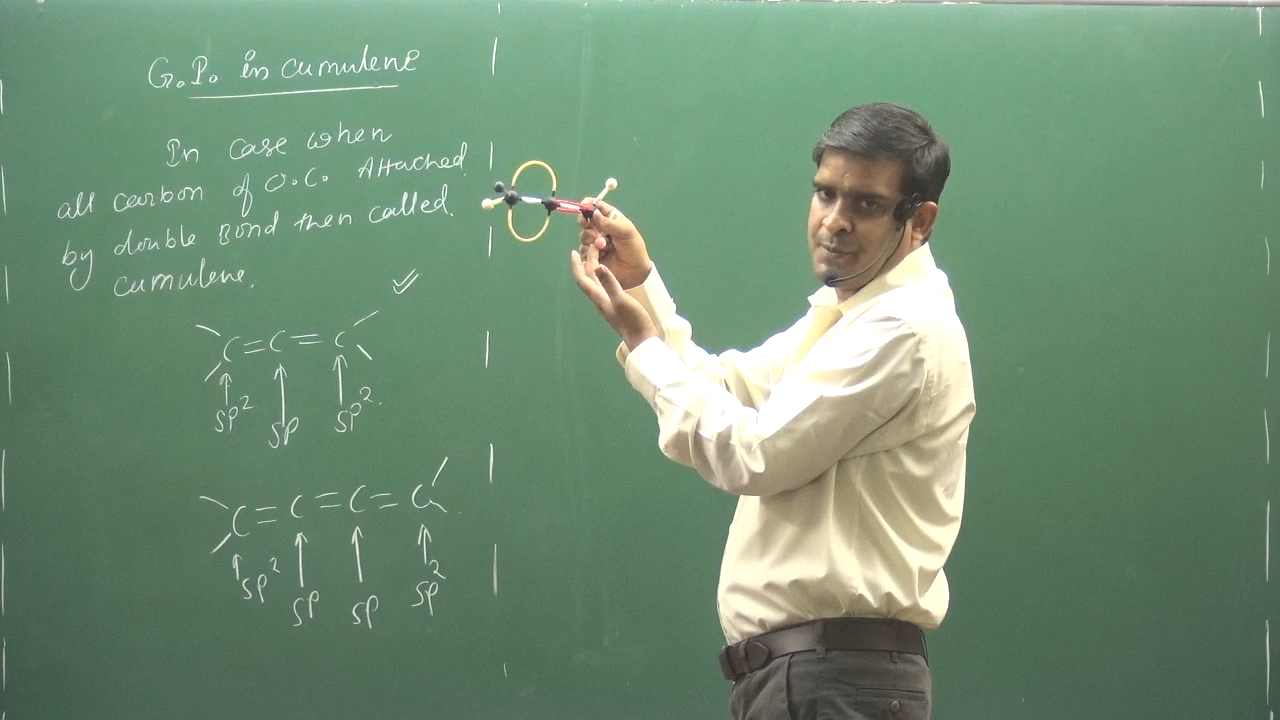 G.I. in cumulene
In case when
all carbon of O.C. Attached
by double Bond then called.
cumulene.
C = C = C
sp² sp sp².
C = C = C = C
sp² sp sp sp²